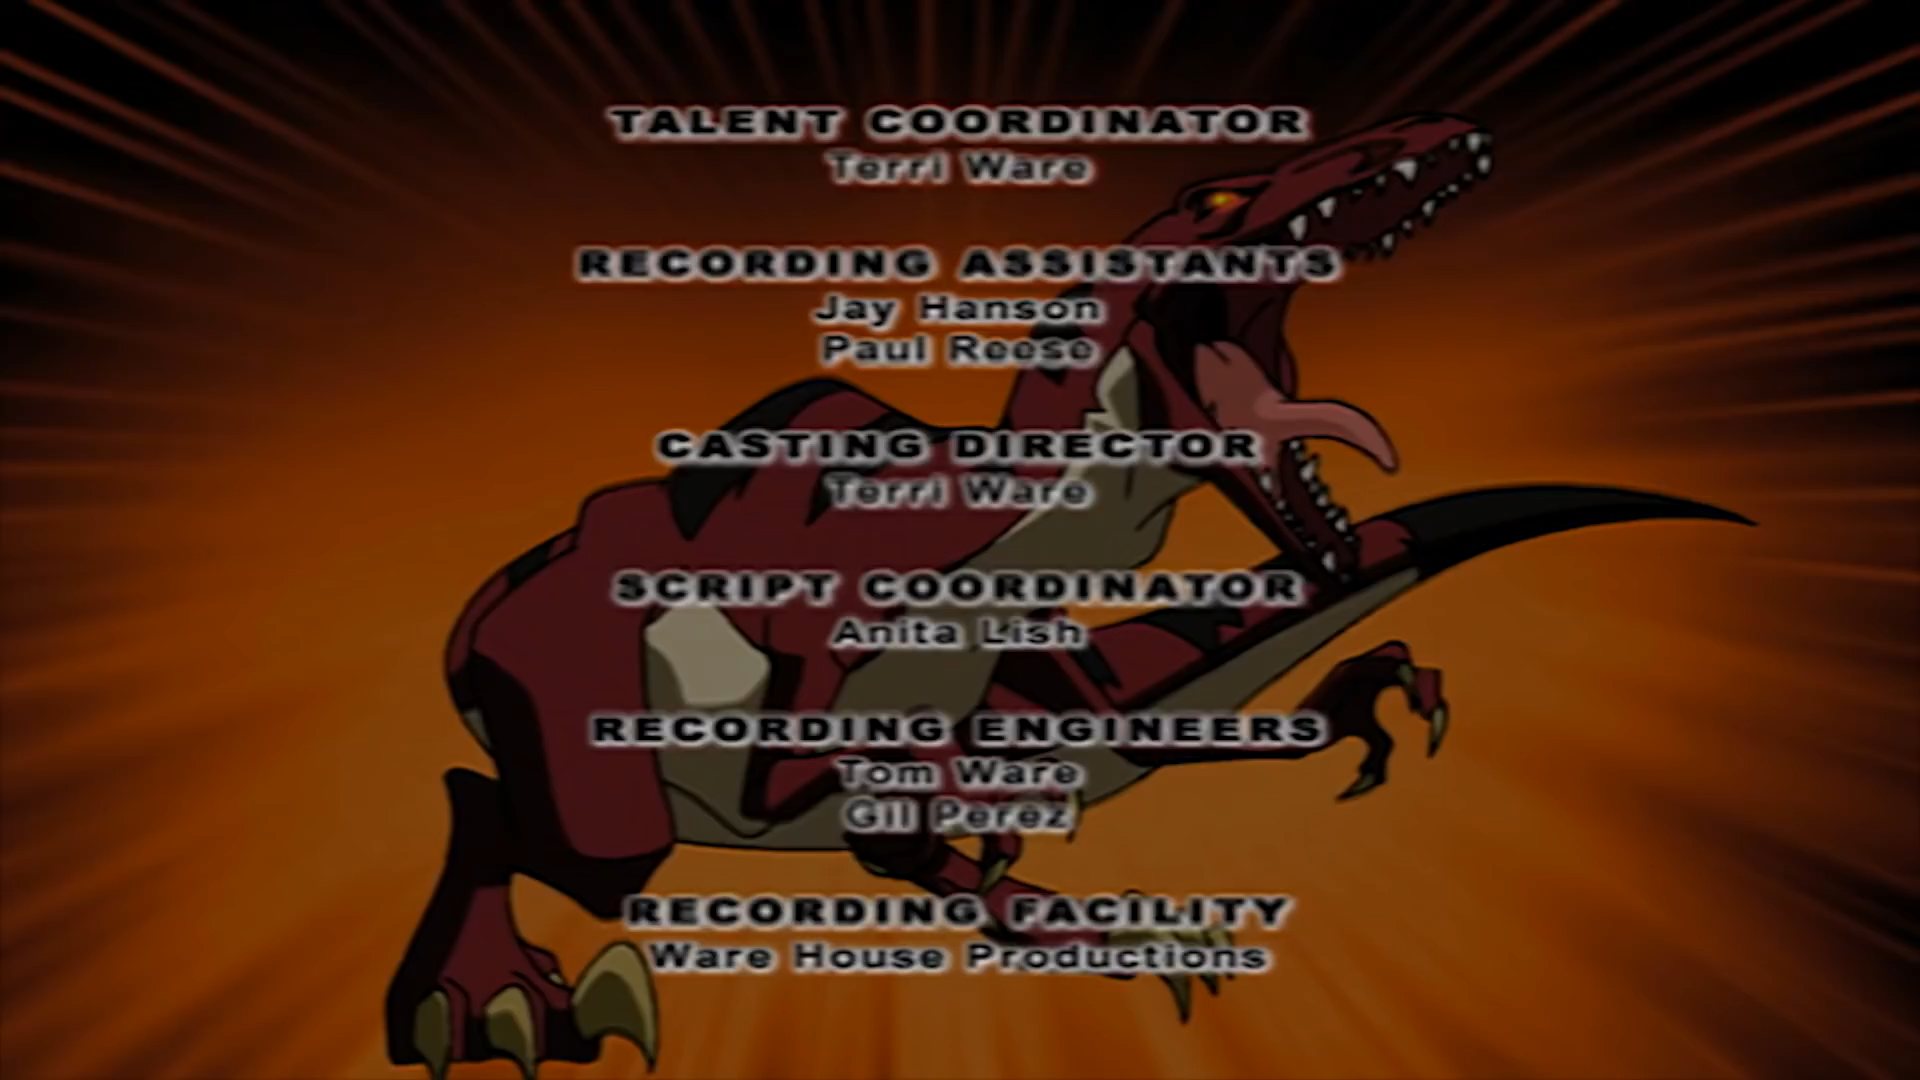 TALENT COORDINATOR
Terri Ware
RECORDING ASSISTANTS
Jay Hanson
Paul Reese
CASTING DIRECTOR
Terri Ware
SCRIPT COORDINATOR
Anita Lish
RECORDING ENGINEERS
Tom Ware
Gil Perez
RECORDING FACILITY
Ware House Productions